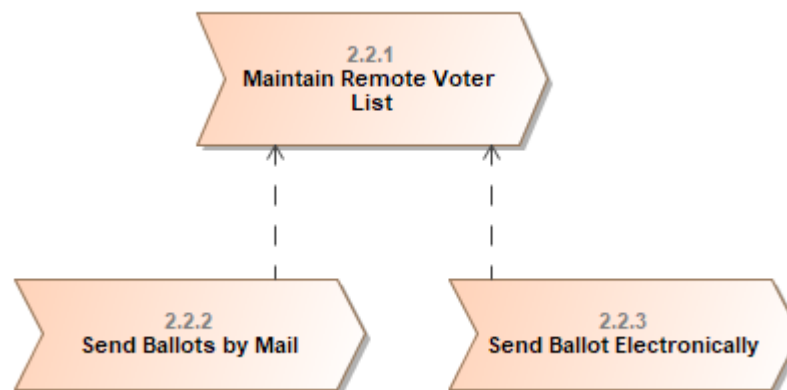 2.2.1
Maintain Remote Voter
List
2.2.2
Send Ballots by Mail
2.2.3
Send Ballot Electronically